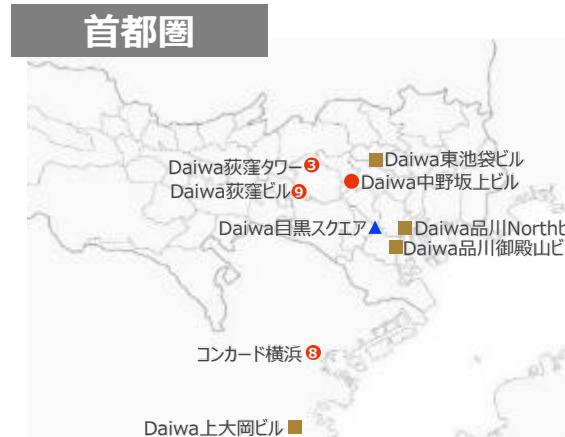 首都圏
Daiwa荻窪タワー③
Daiwa東池袋ビル
Daiwa荻窪ビル⑨
Daiwa中野坂上ビル
Daiwa目黒スクエア
Daiwa品川North
Daiwa品川御殿山ビ
コンカード横浜⑧
Daiwa上大岡ビル